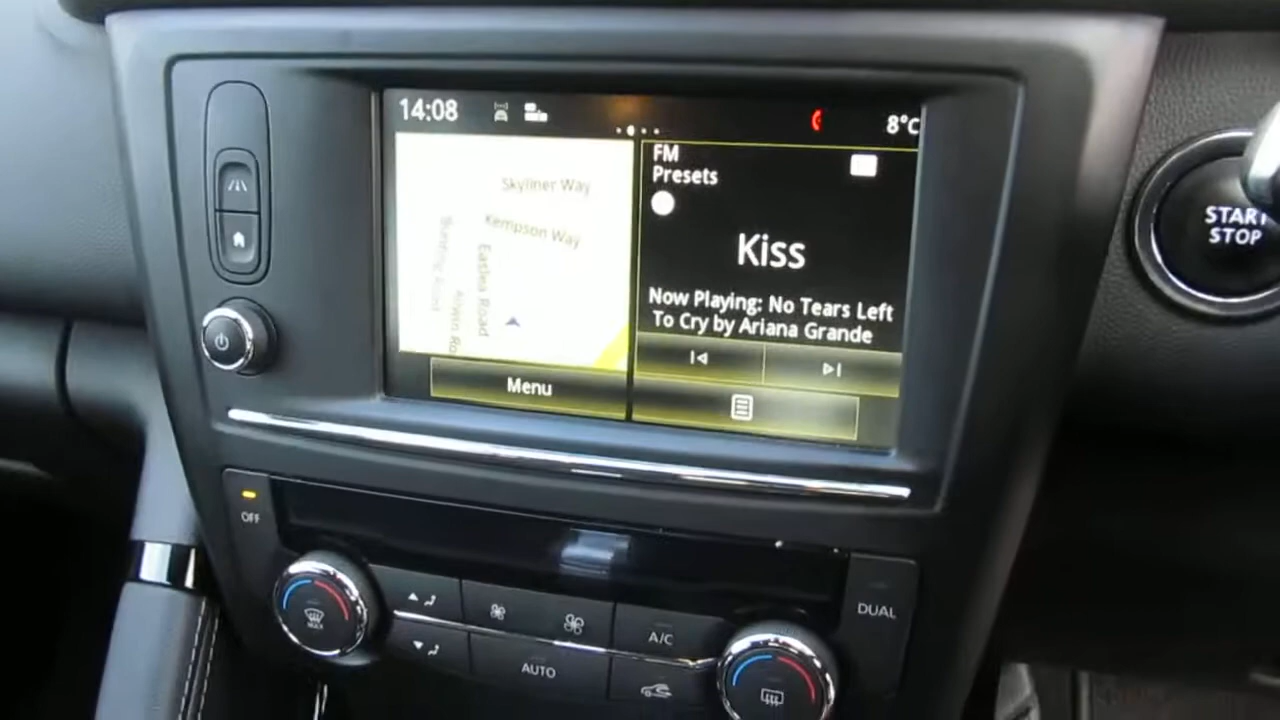 14:08
8°C
Skyliner Way
Kempson Way
Easlea Road
FM
Presets
Kiss
Now Playing: No Tears Left
To Cry by Ariana Grande
Menu
START
STOP
OFF
DUAL
A/C
AUTO
MAX